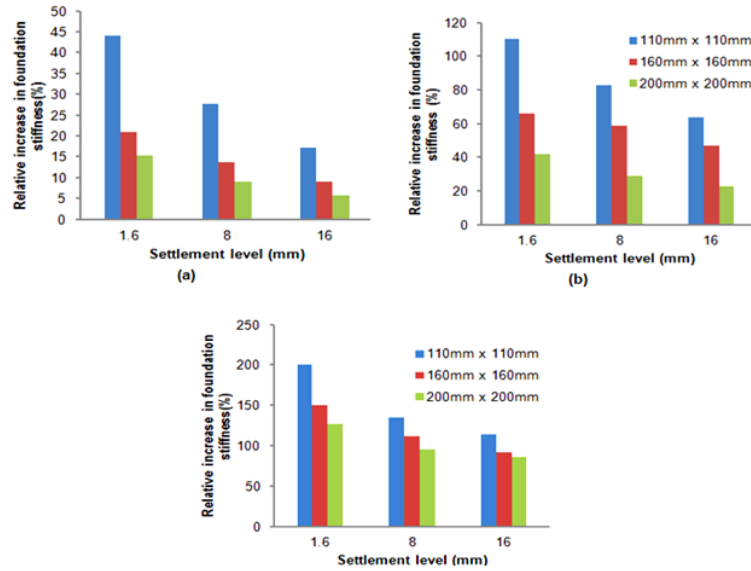 Relative increase in foundation
stiffness(%)
50
45
40
35
30
25
20
15
10
5
0
1.6
8
16
Settlement level (mm)
(a)
Relative increase in foundation
stiffness (%)
120
100
80
60
40
20
0
110mm x 110mm
160mm x 160mm
200mm x 200mm
1.6
8
16
Settlement level (mm)
(b)
Relative increase in foundation
stiffness(%)
250
200
150
100
50
0
110mm x 110mm
160mm x 160mm
200mm x 200mm
1.6
8
16
Settlement level (mm)